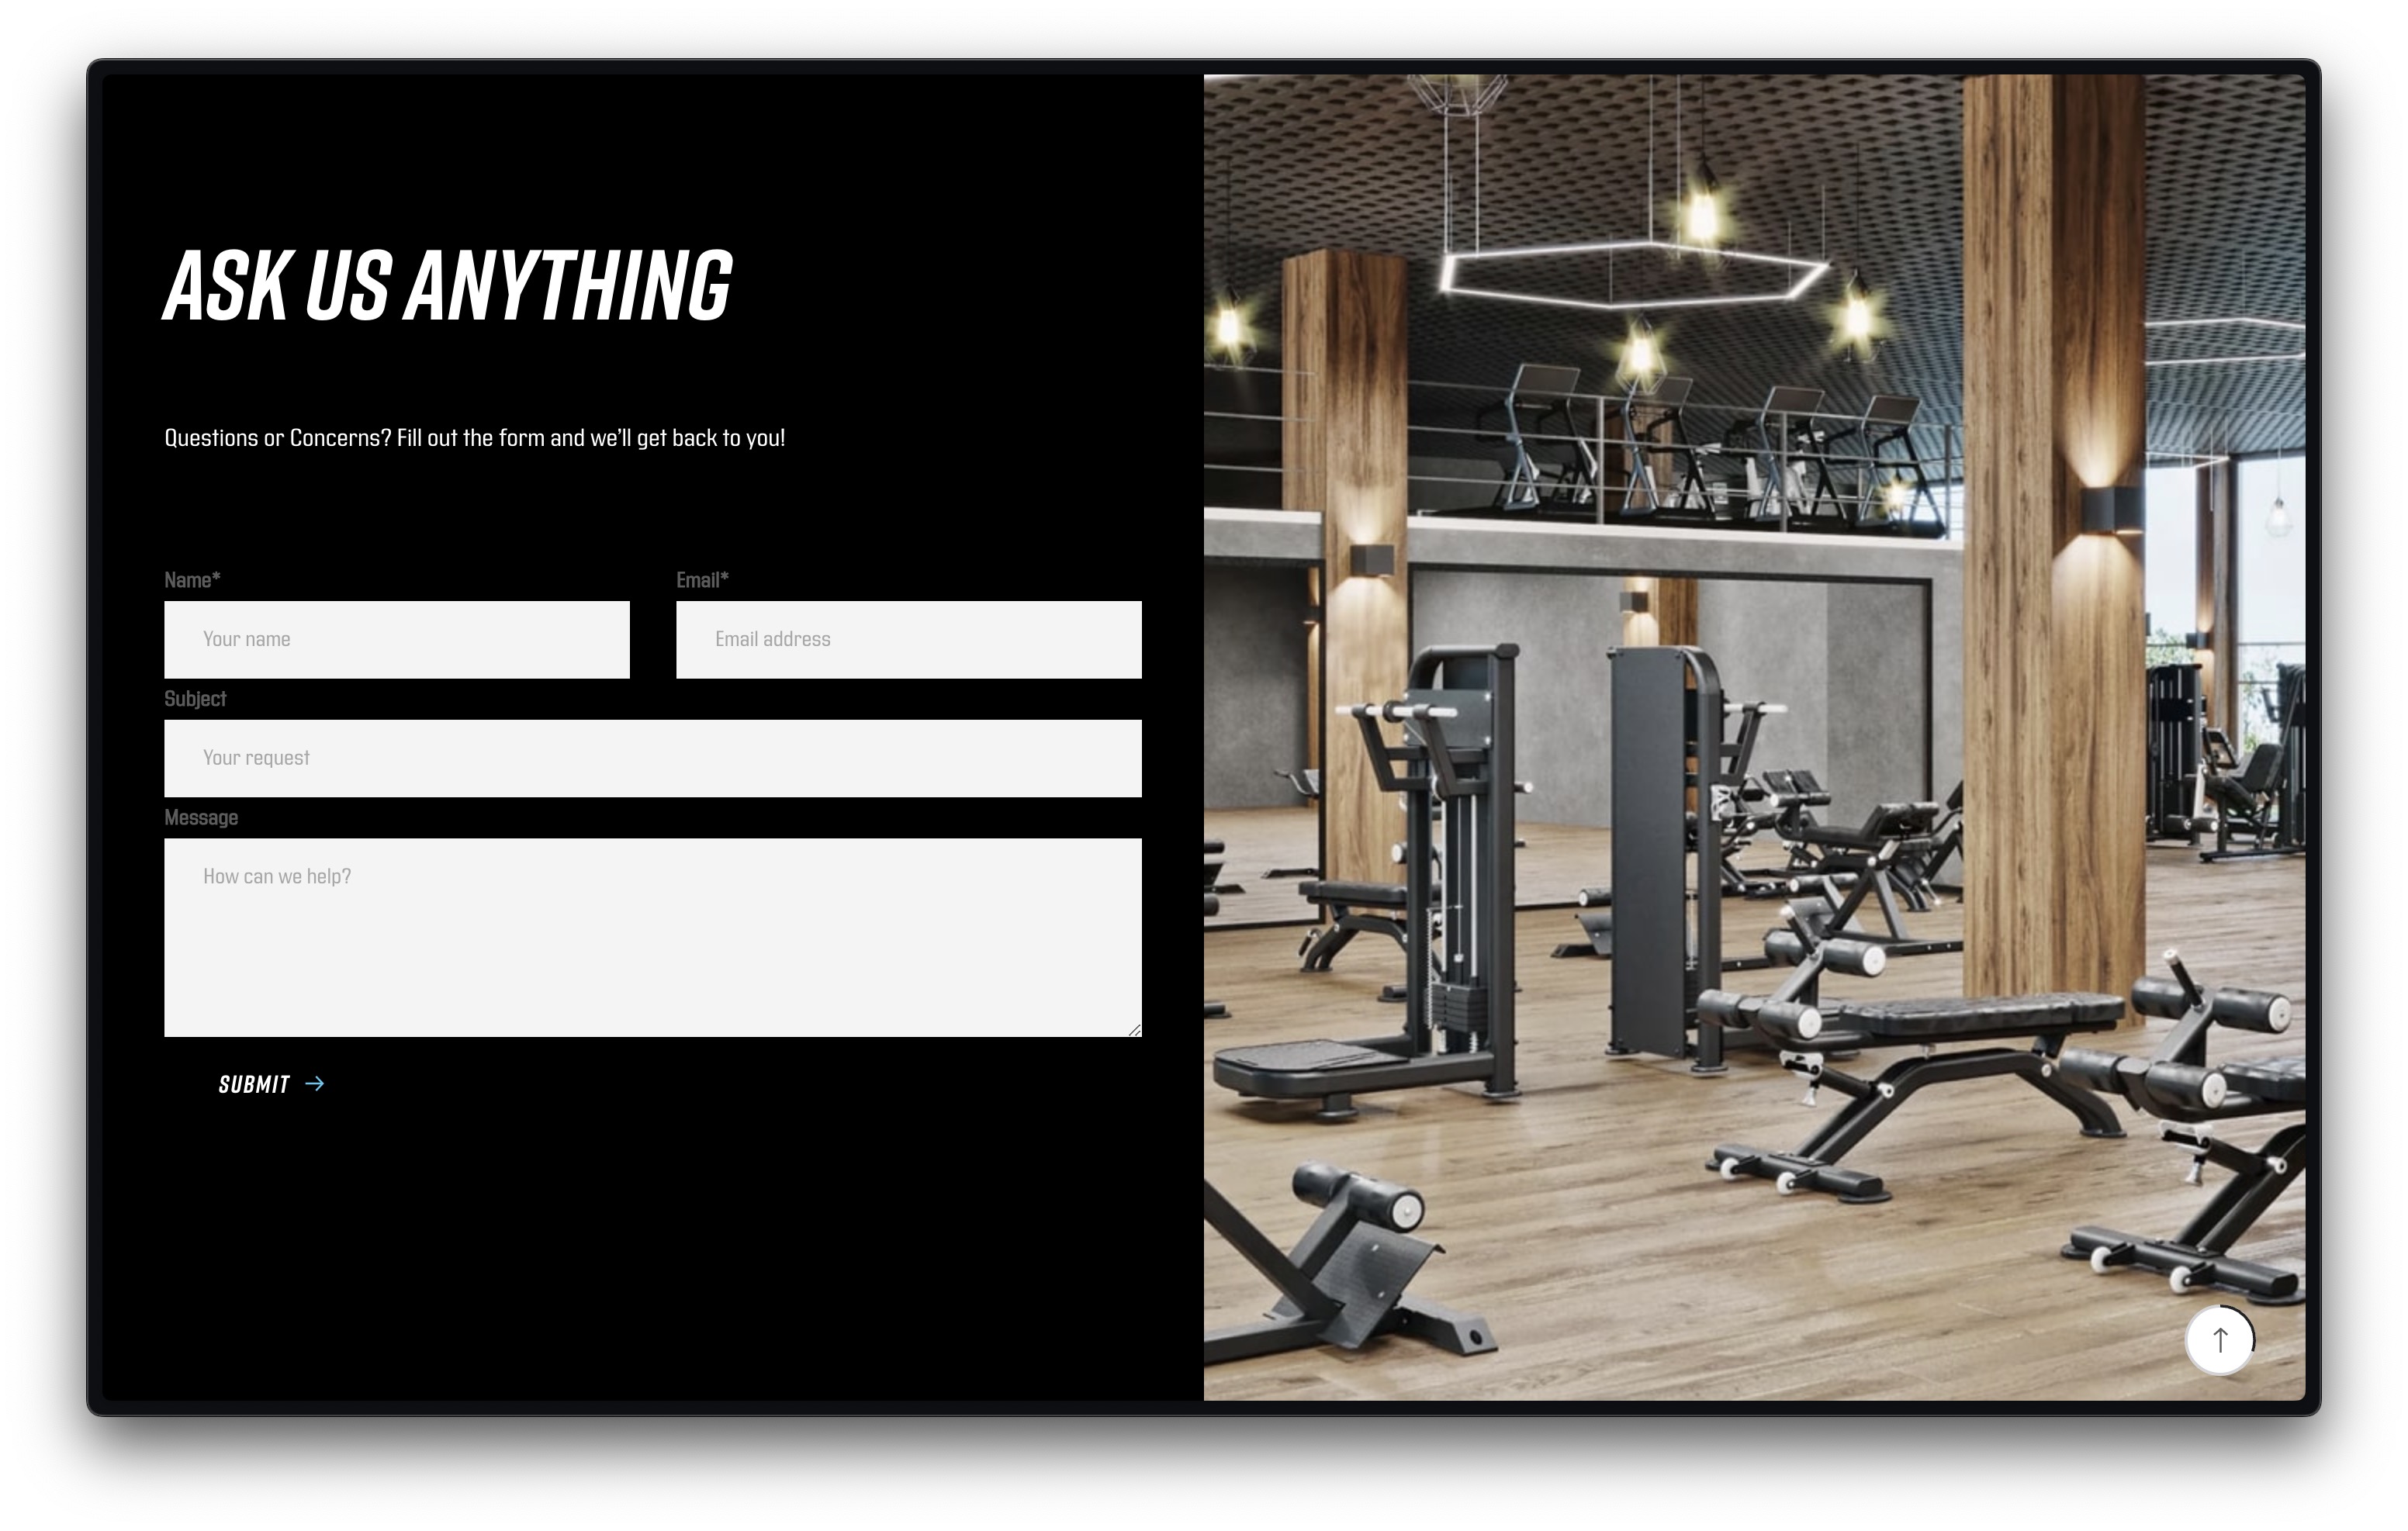 ASK US ANYTHING
Questions or Concerns? Fill out the form and we'll get back to you!
Name*
Email*
Your name
Email address
Subject
Your request
Message
How can we help?
SUBMIT →